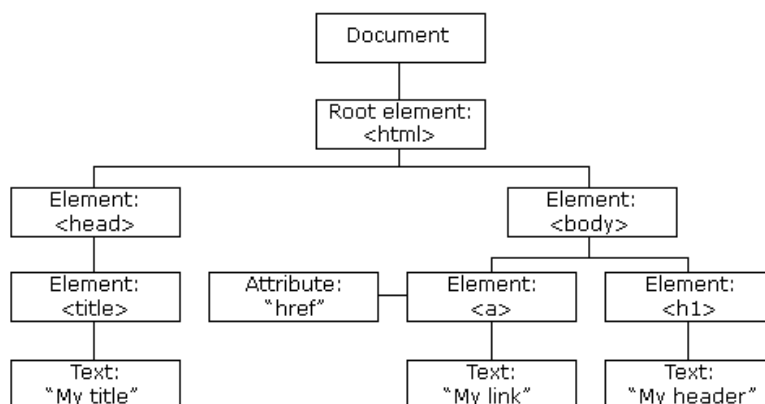 Document
Root element:
<html>
Element:
<head>
Element:
<body>
Element:
<title>
Attribute:
“href”
Element:
<a>
Element:
<h1>
Text:
“My title”
Text:
“My link”
Text:
“My header”